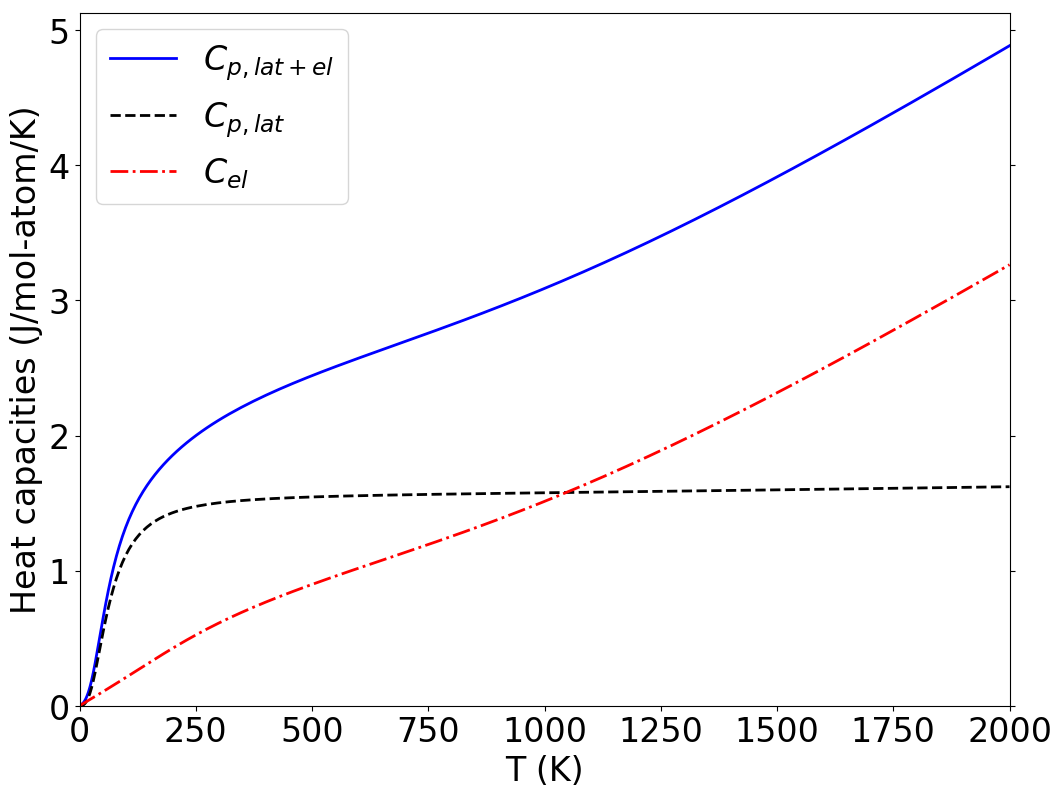 5
4
3
2
1
0
Heat capacities (J/mol-atom/K)
C_{p, lat+el}
C_{p, lat}
C_{el}
0 250 500 750 1000 1250 1500 1750 2000
T (K)